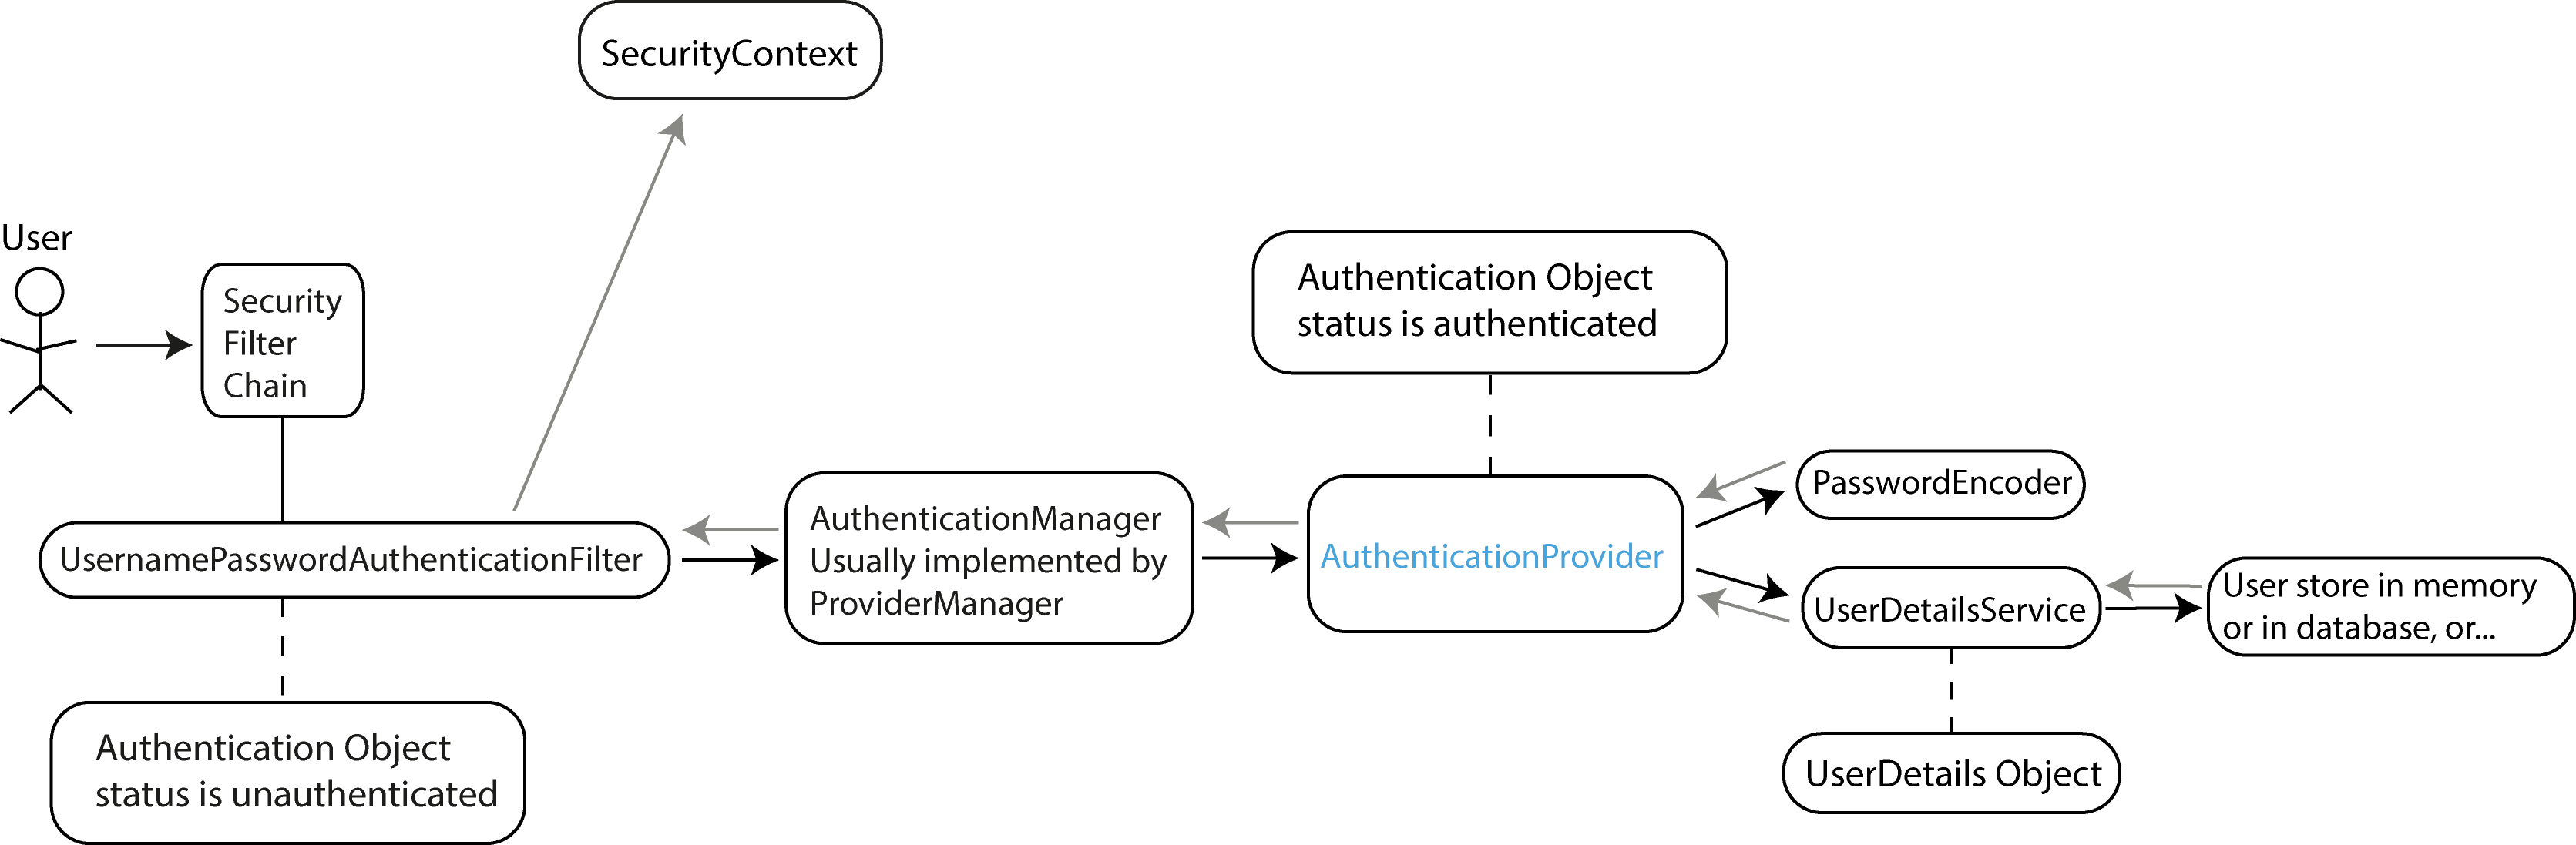 SecurityContext
User
Security
Filter
Chain
Authentication Object
status is authenticated
UsernamePasswordAuthenticationFilter
AuthenticationManager
Usually implemented by
ProviderManager
AuthenticationProvider
PasswordEncoder
UserDetailsService
User store in memory
or in database, or...
Authentication Object
status is unauthenticated
UserDetails Object